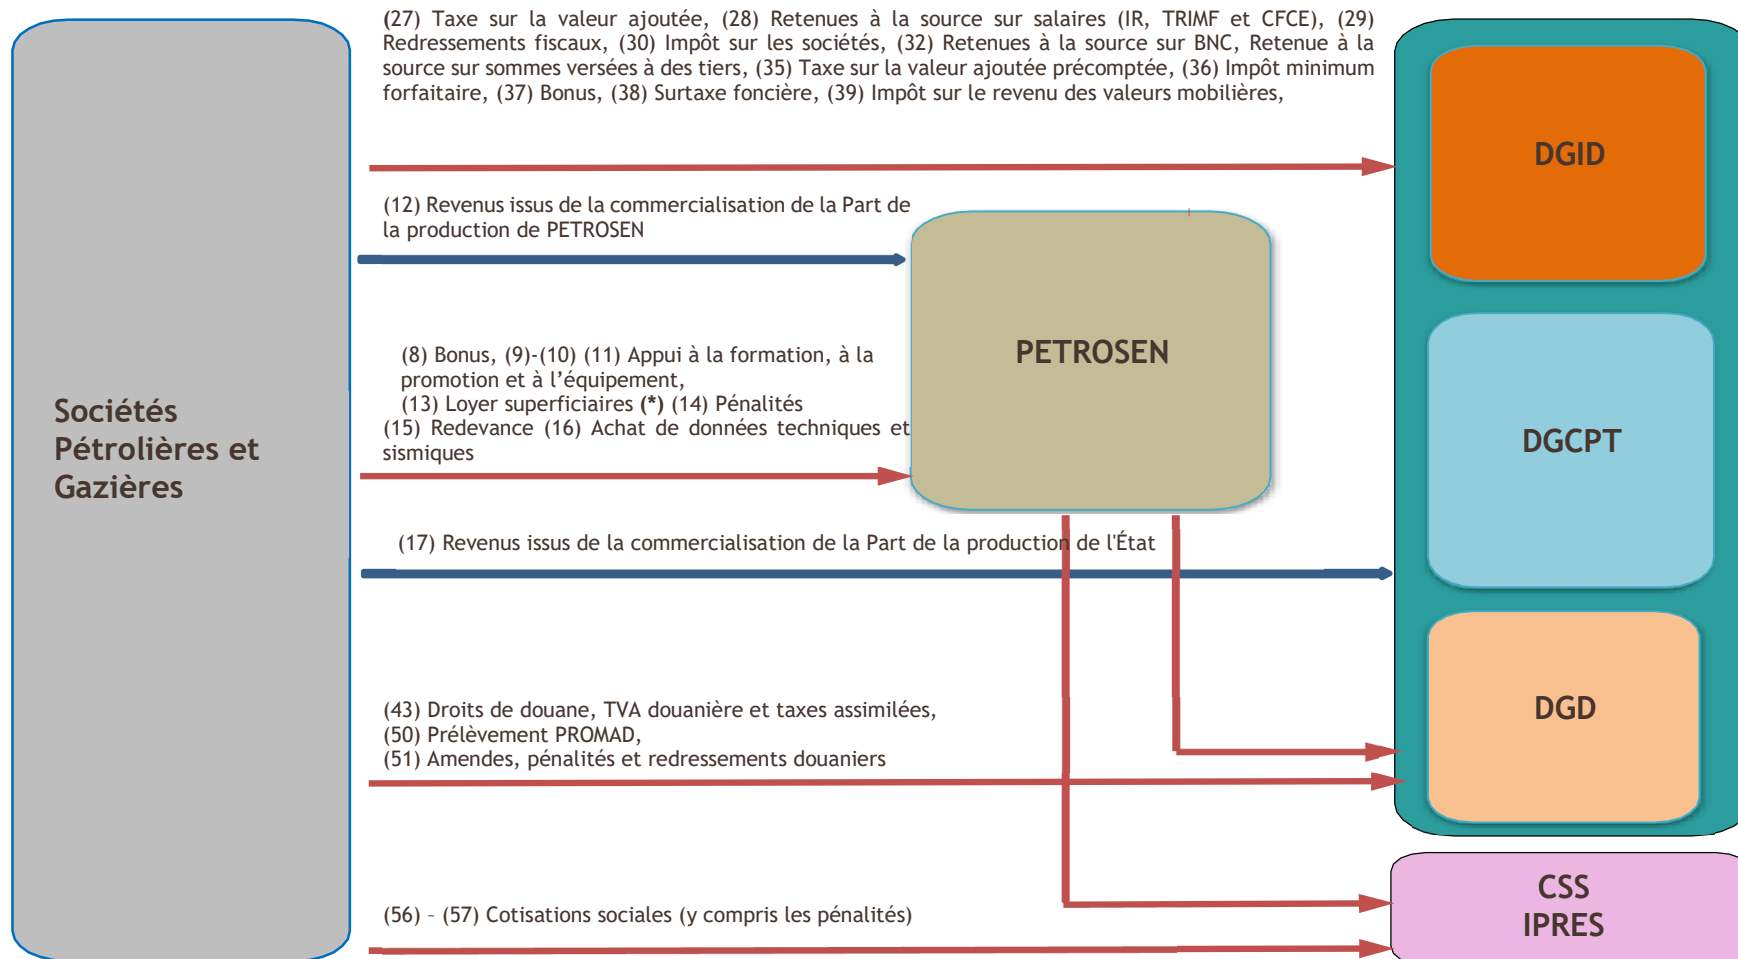 (27) Taxe sur la valeur ajoutée, (28) Retenues à la source sur salaires (IR, TRIMF et CFCE), (29)
Redressements fiscaux, (30) Impôt sur les sociétés, (32) Retenues à la source sur BNC, Retenue à la
source sur sommes versées à des tiers, (35) Taxe sur la valeur ajoutée précomptée, (36) Impôt minimum
forfaitaire, (37) Bonus, (38) Surtaxe foncière, (39) Impôt sur le revenu des valeurs mobilières,
DGID
(12) Revenus issus de la commercialisation de la Part de
la production de PETROSEN
PETROSEN
(8) Bonus, (9)-(10) (11) Appui à la formation, à la
promotion et à l’équipement,
(13) Loyer superficiaires (*) (14) Pénalités
(15) Redevance (16) Achat de données techniques et
sismiques
Sociétés
Pétrolières et
Gazières
DGCPT
(17) Revenus issus de la commercialisation de la Part de la production de l'État
(43) Droits de douane, TVA douanière et taxes assimilées,
(50) Prélèvement PROMAD,
(51) Amendes, pénalités et redressements douaniers
DGD
(56) – (57) Cotisations sociales (y compris les pénalités)
CSS
IPRES